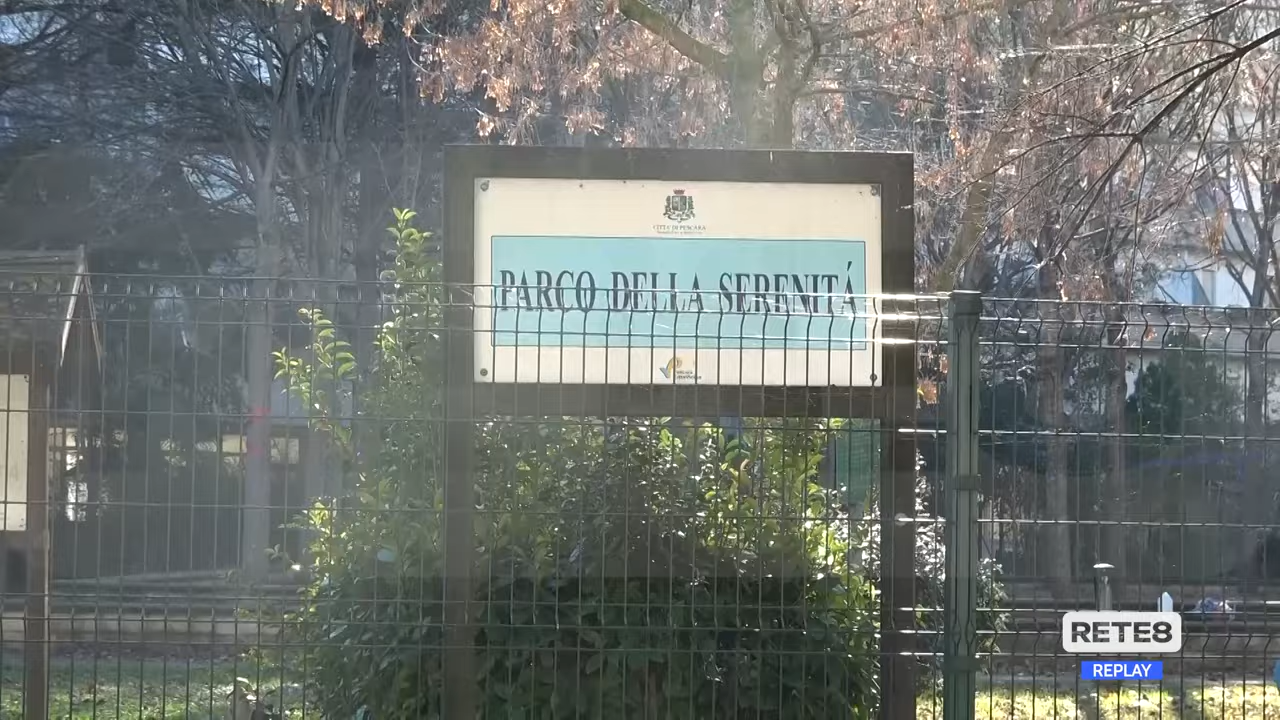 CITTÀ DI PESCARA
PARCO DELLA SERENITÁ
RETE8
REPLAY